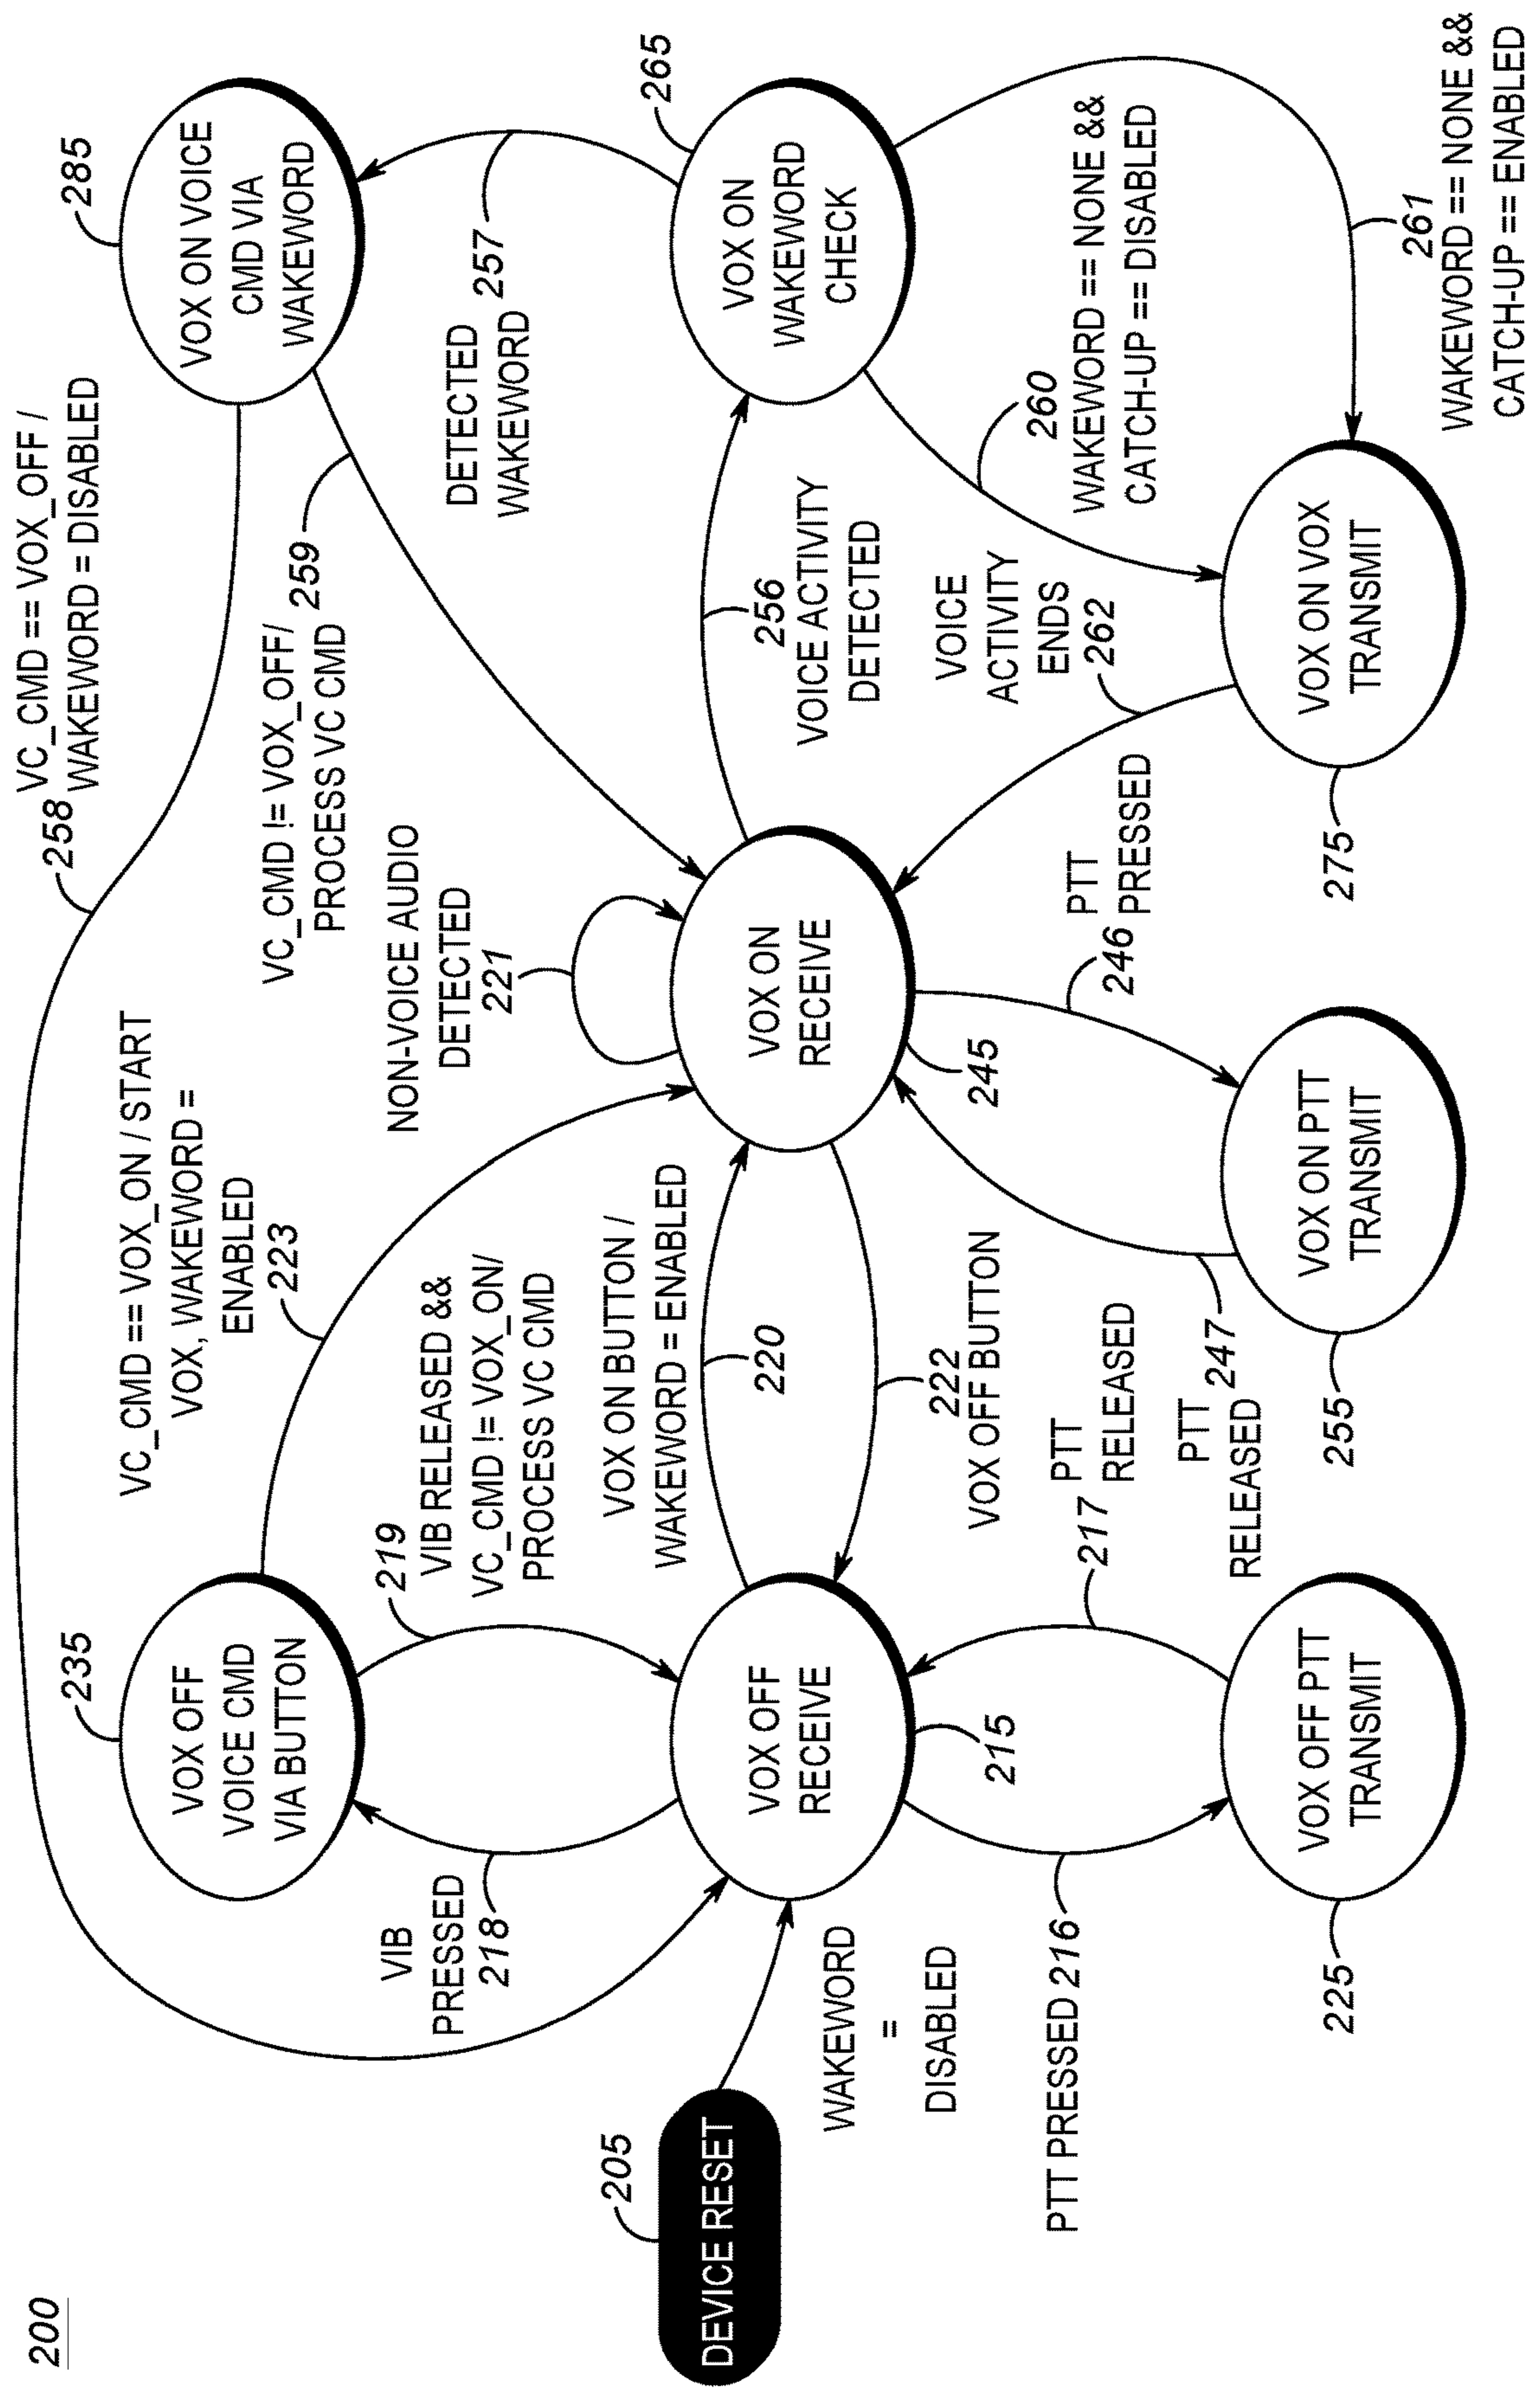 200
258
VC_CMD == VOX_OFF /
WAKEWORD = DISABLED
235
VOX OFF
VOICE CMD
VIA BUTTON
VC_CMD == VOX_ON / START
VOX, WAKEWORD =
ENABLED
223
285
VOX ON VOICE
CMD VIA
WAKEWORD
VC_CMD != VOX_OFF/
PROCESS VC CMD
259
VIB
PRESSED
218
219
VIB RELEASED &&
VC_CMD != VOX_ON/
PROCESS VC CMD
NON-VOICE AUDIO
DETECTED
221
DETECTED
WAKEWORD
257
205
DEVICE RESET
VOX OFF
RECEIVE
215
VOX ON BUTTON /
WAKEWORD = ENABLED
220
VOX ON
RECEIVE
245
256
VOICE ACTIVITY
DETECTED
265
VOX ON
WAKEWORD
CHECK
WAKEWORD
=
DISABLED
222
VOX OFF BUTTON
VOICE
ACTIVITY
ENDS
262
260
WAKEWORD == NONE &&
CATCH-UP == DISABLED
PTT PRESSED 216
217
PTT
RELEASED
PTT
RELEASED
247
246
PTT
PRESSED
225
VOX OFF PTT
TRANSMIT
255
VOX ON PTT
TRANSMIT
275
VOX ON VOX
TRANSMIT
261
WAKEWORD == NONE &&
CATCH-UP == ENABLED